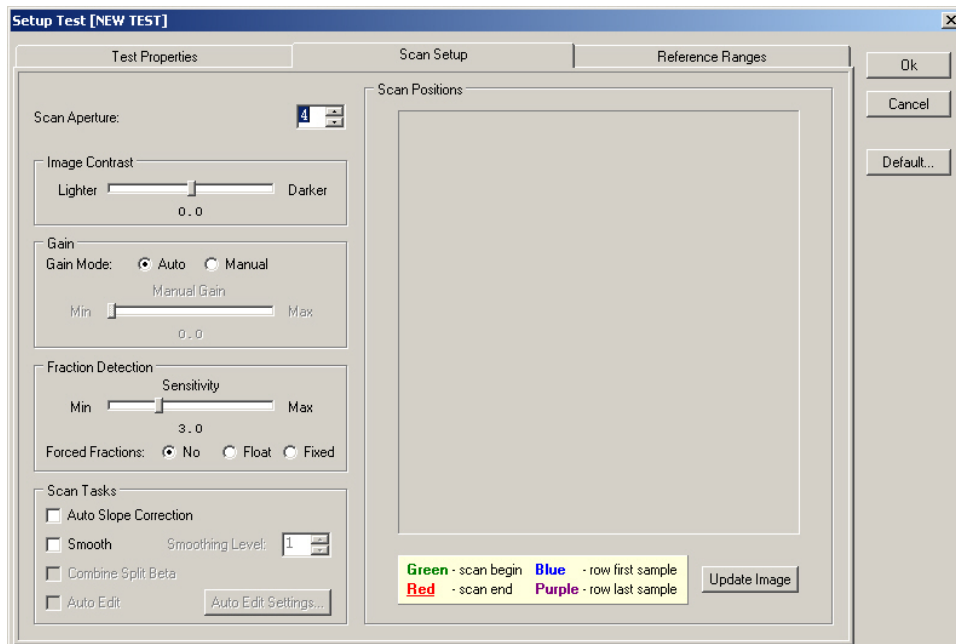 Setup Test [NEW TEST]
Test Properties
Scan Setup
Reference Ranges
Ok
Cancel
Default...
Scan Aperture:
4
Image Contrast
Lighter
Darker
0.0
Gain
Gain Mode:
Auto
Manual
Manual Gain
Min
Max
0.0
Fraction Detection
Sensitivity
Min
Max
3.0
Forced Fractions:
No
Float
Fixed
Scan Tasks
Auto Slope Correction
Smooth
Smoothing Level:
1
Combine Split Beta
Auto Edit
Auto Edit Settings...
Scan Positions
Green - scan begin
Blue - row first sample
Red - scan end
Purple - row last sample
Update Image